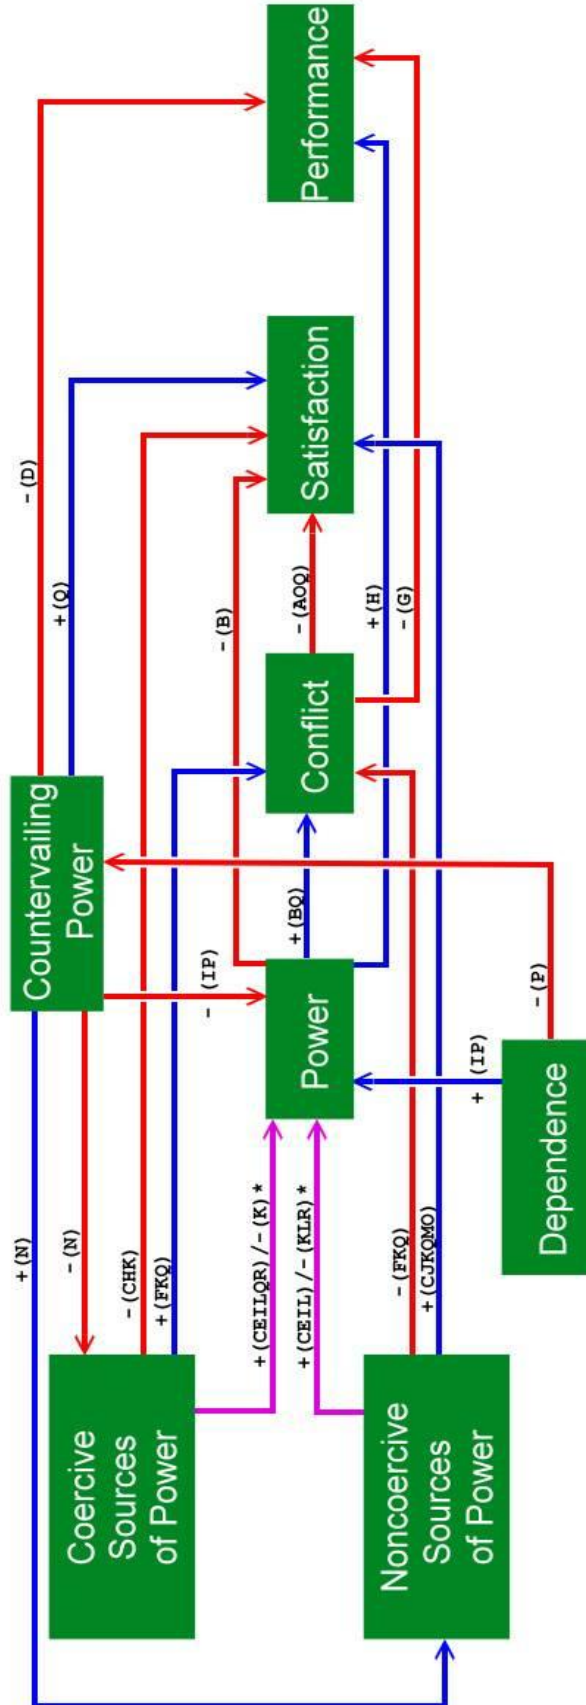 Countervailing
Power
Coercive
Sources
of Power
Noncoercive
Sources
of Power
Power
Dependence
Conflict
Satisfaction
Performance
+(N)
-(N)
-(CHK)
+(FKQ)
+(CEILQR)/-(K)*
+(CEIL)/-(KLR)*
-(FKQ)
+(CJKQMO)
- (IP)
+ (IP)
-(P)
+(BQ)
-(B)
-(AOQ)
+(H)
-(G)
+(Q)
-(D)